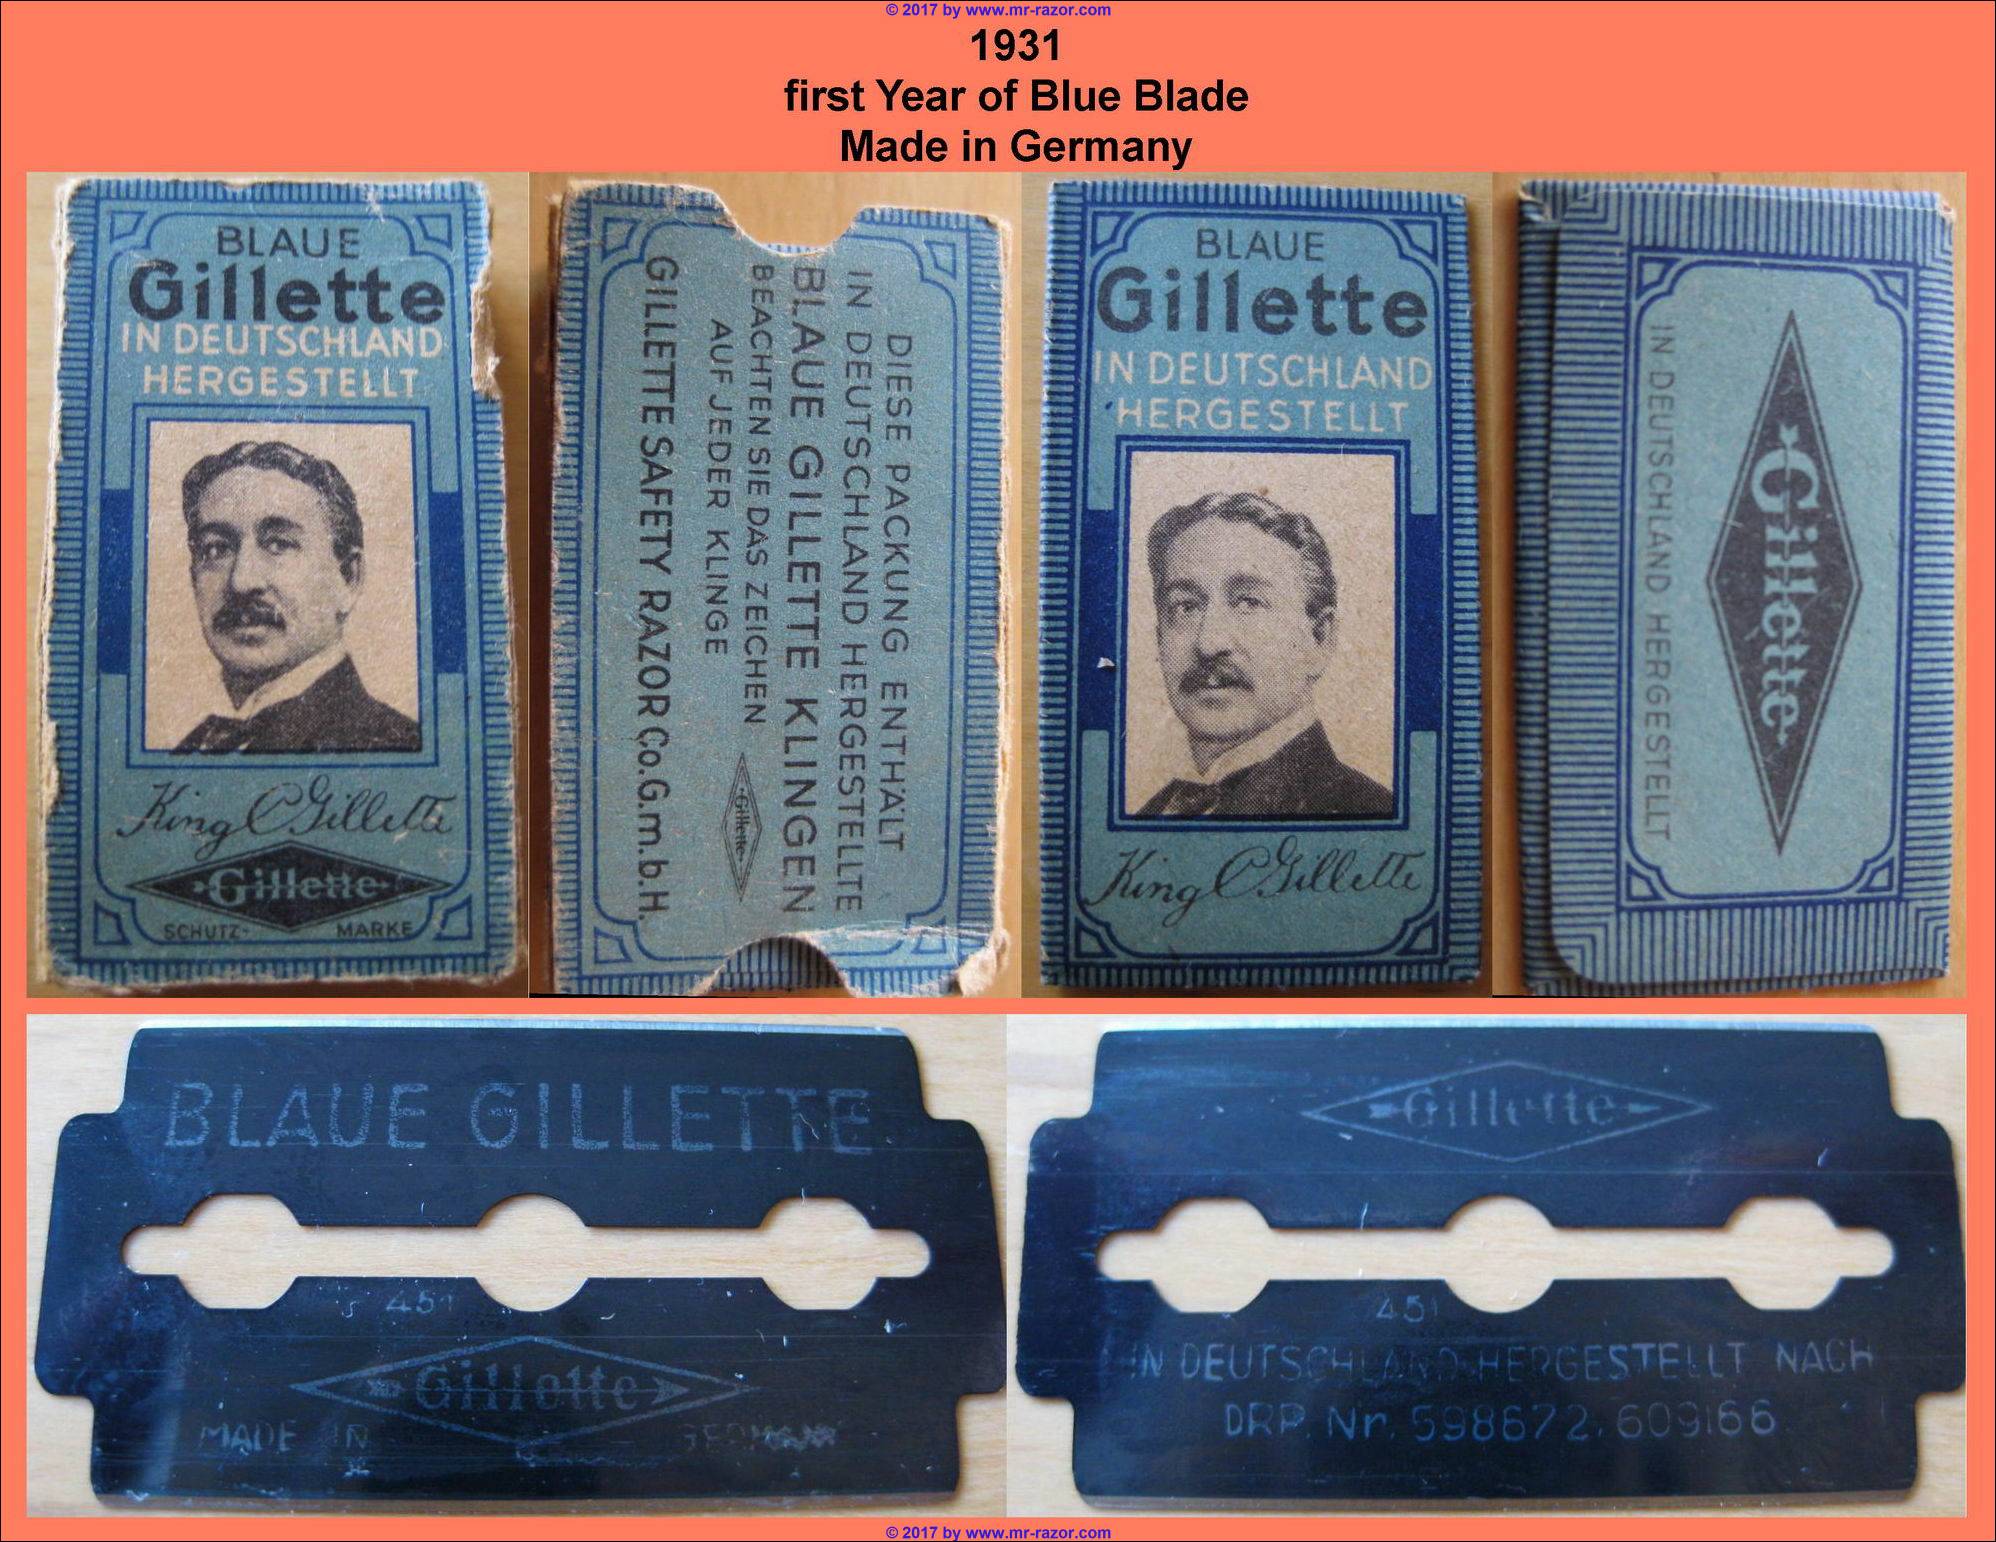 © 2017 by www.mr-razor.com
1931
first Year of Blue Blade
Made in Germany
BLAUE
Gillette
IN DEUTSCHLAND
HERGESTELLT
King C Gillette
Gillette
SCHUTZ- MARKE
DIESE PACKUNG ENTHÄLT
IN DEUTSCHLAND HERGESTELLTE
BLAUE GILLETTE KLINGEN
BEACHTEN SIE DAS ZEICHEN Gillette
AUF JEDER KLINGE
GILLETTE SAFETY RAZOR Co.G.m.b.H.
BLAUE
Gillette
IN DEUTSCHLAND
HERGESTELLT
King C Gillette
Gillette
IN DEUTSCHLAND HERGESTELLT
BLAUE GILLETTE
451
Gillette
MADE IN GERMANY
Gillette
451
IN DEUTSCHLAND HERGESTELLT NACH
DRP. Nr. 598672. 609166
© 2017 by www.mr-razor.com